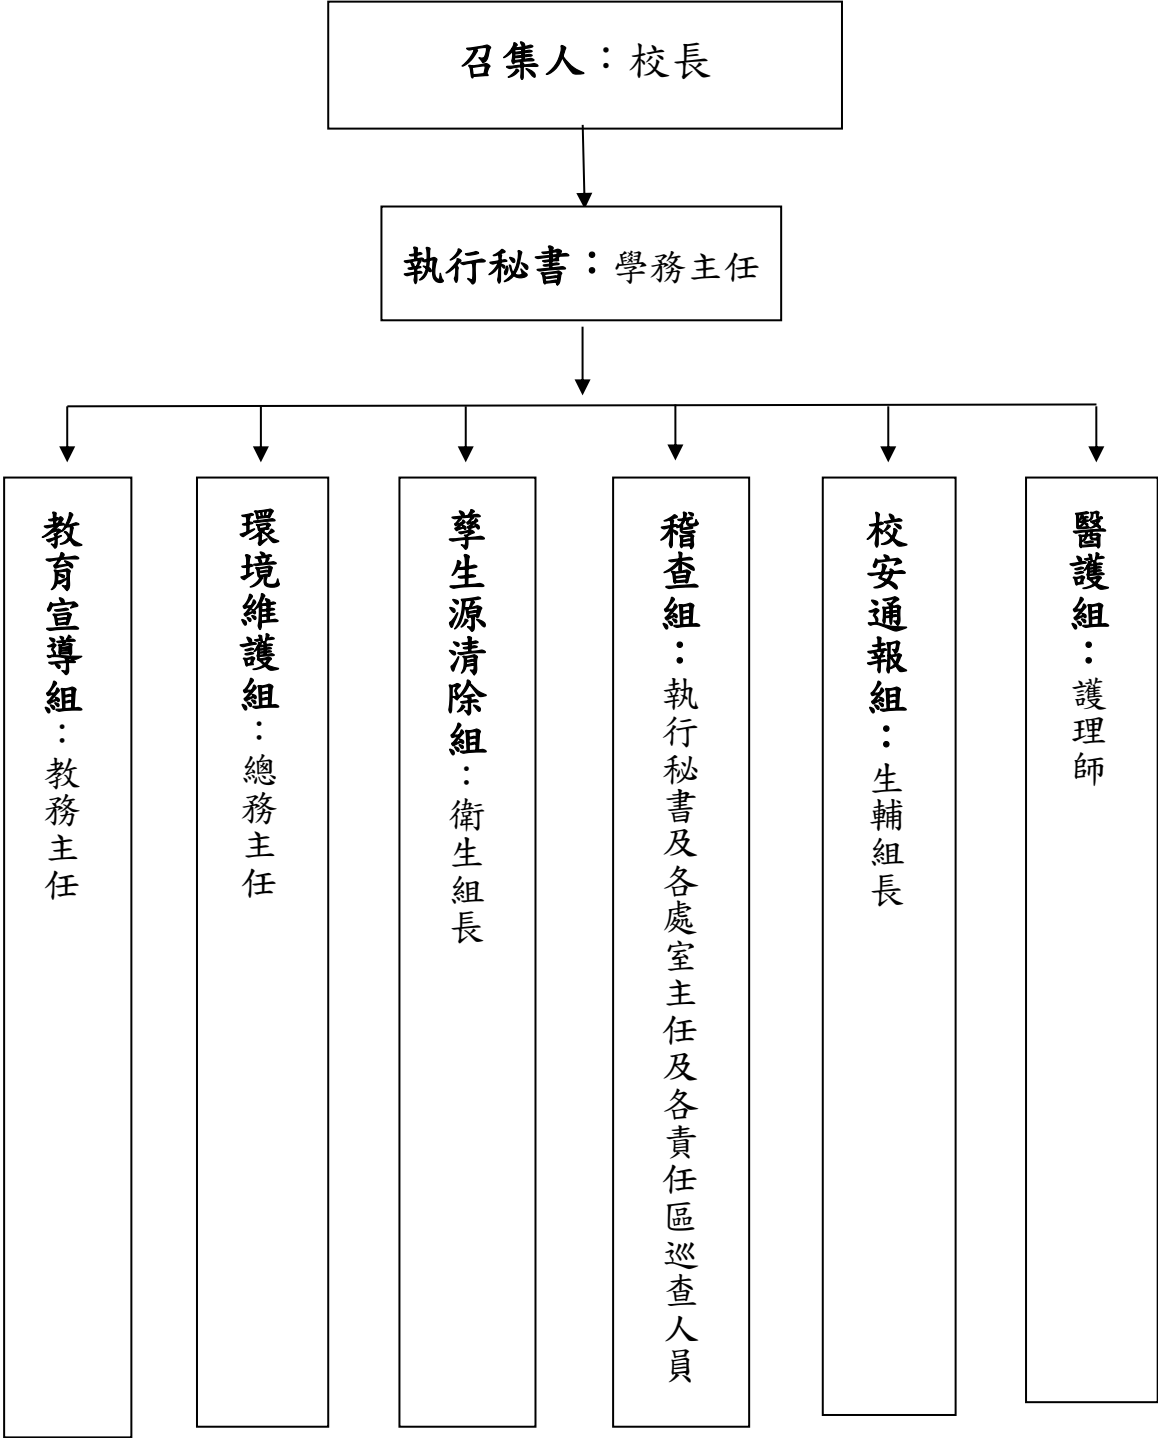 召集人：校長
執行秘書：學務主任
教育宣導組：教務主任
環境維護組：總務主任
孳生源清除組：衛生組長
稽查組：執行秘書及各處室主任及各責任區巡查人員
校安通報組：生輔組長
醫護組：護理師